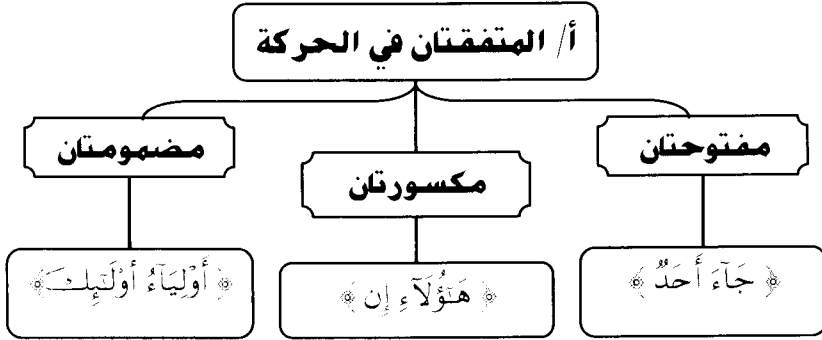 أ/ المتفقتان في الحركة
مفتوحتان
مكسورتان
مضمومتان
﴿ جَآءَ أَحَدٌ ﴾
﴿ هَٰٓؤُلَآءِ إِن ﴾
﴿ أَوْلِيَآءُ أُوْلَٰٓئِكَ ﴾